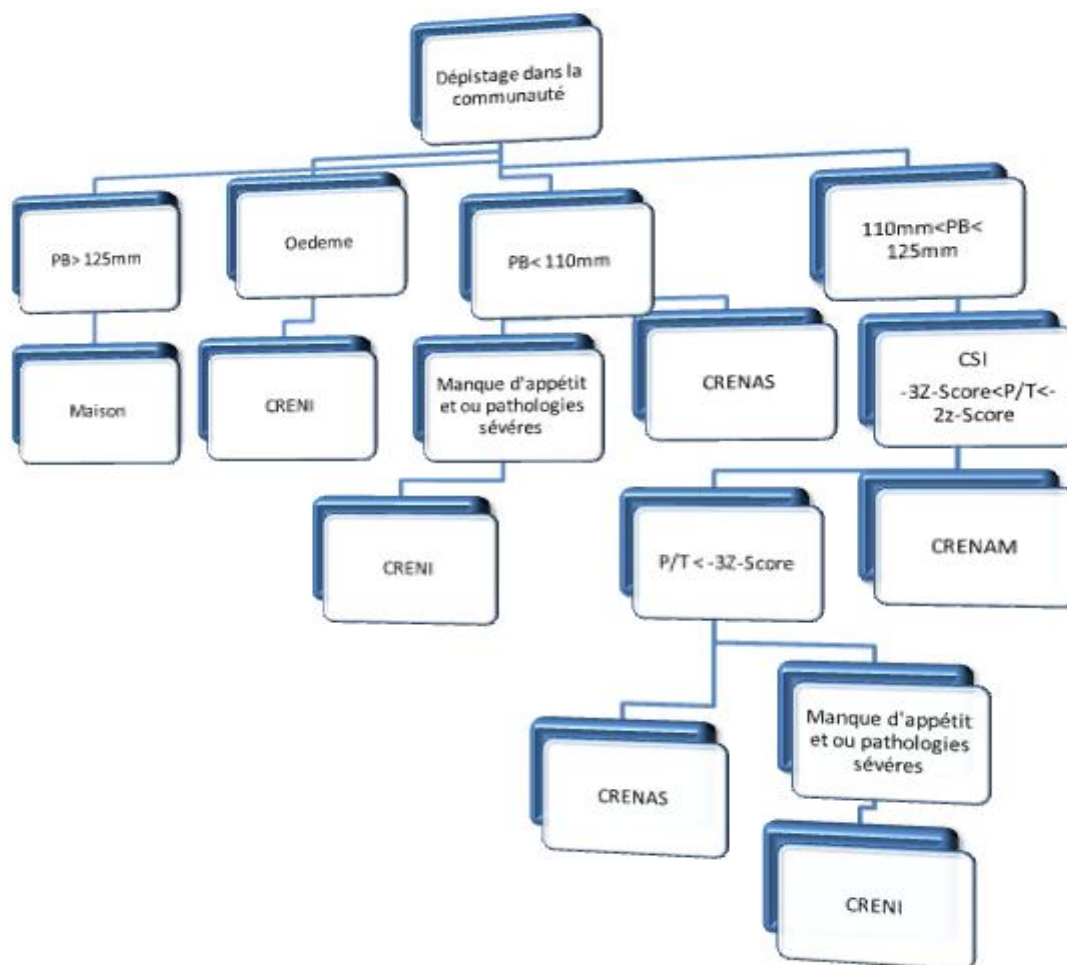 Dépistage dans la
communauté
PB> 125mm
Oedeme
PB< 110mm
110mm<PB<
125mm
Maison
CRENI
Manque d'appétit
et ou pathologies
sévéres
CRENAS
CSI
-3Z-Score<P/T<-
2z-Score
CRENI
P/T < -3Z-Score
CRENAM
CRENAS
Manque d'appétit
et ou pathologies
sévéres
CRENI